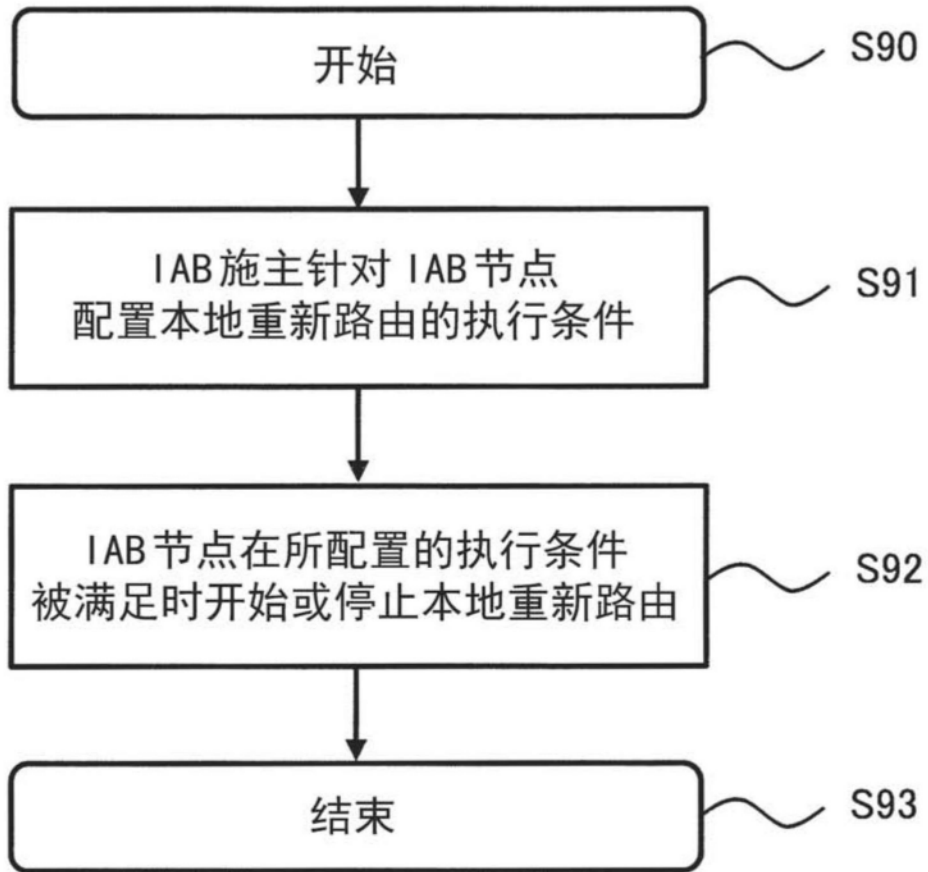 开始
S90
IAB施主针对IAB节点
配置本地重新路由的执行条件
S91
IAB节点在所配置的执行条件
被满足时开始或停止本地重新路由
S92
结束
S93